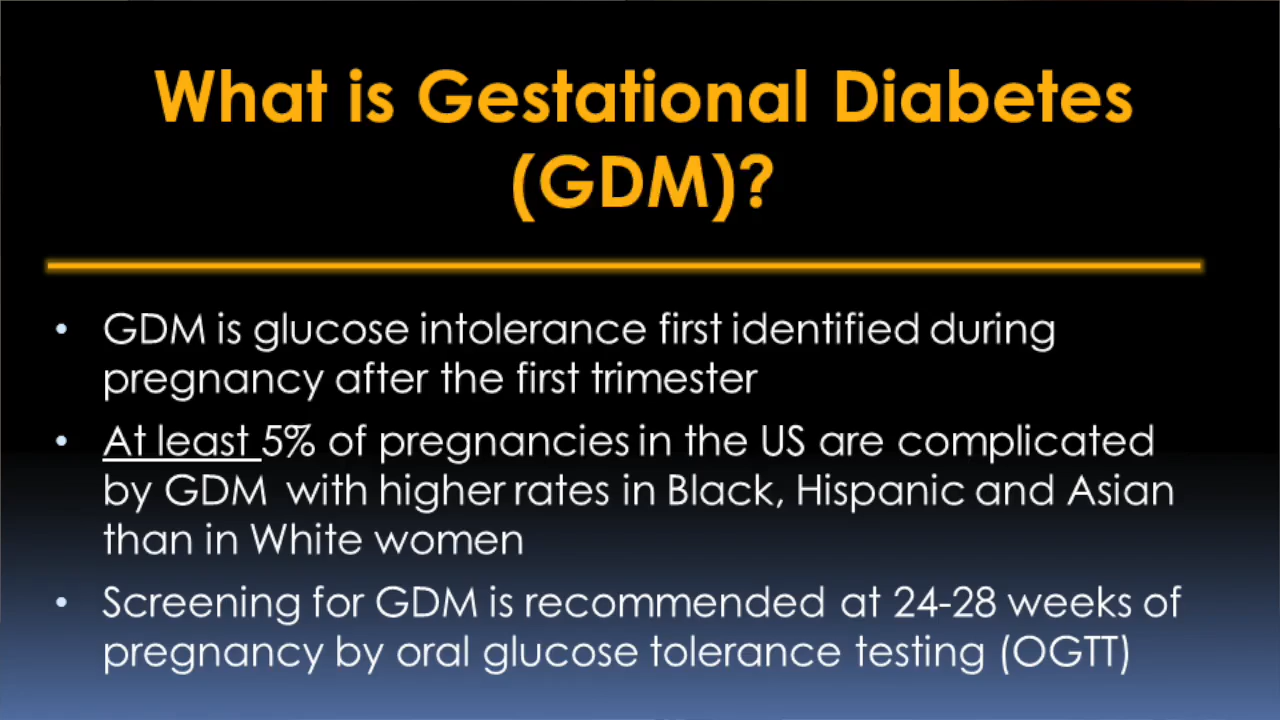 What is Gestational Diabetes
(GDM)?
• GDM is glucose intolerance first identified during
pregnancy after the first trimester
• At least 5% of pregnancies in the US are complicated
by GDM with higher rates in Black, Hispanic and Asian
than in White women
• Screening for GDM is recommended at 24-28 weeks of
pregnancy by oral glucose tolerance testing (OGTT)